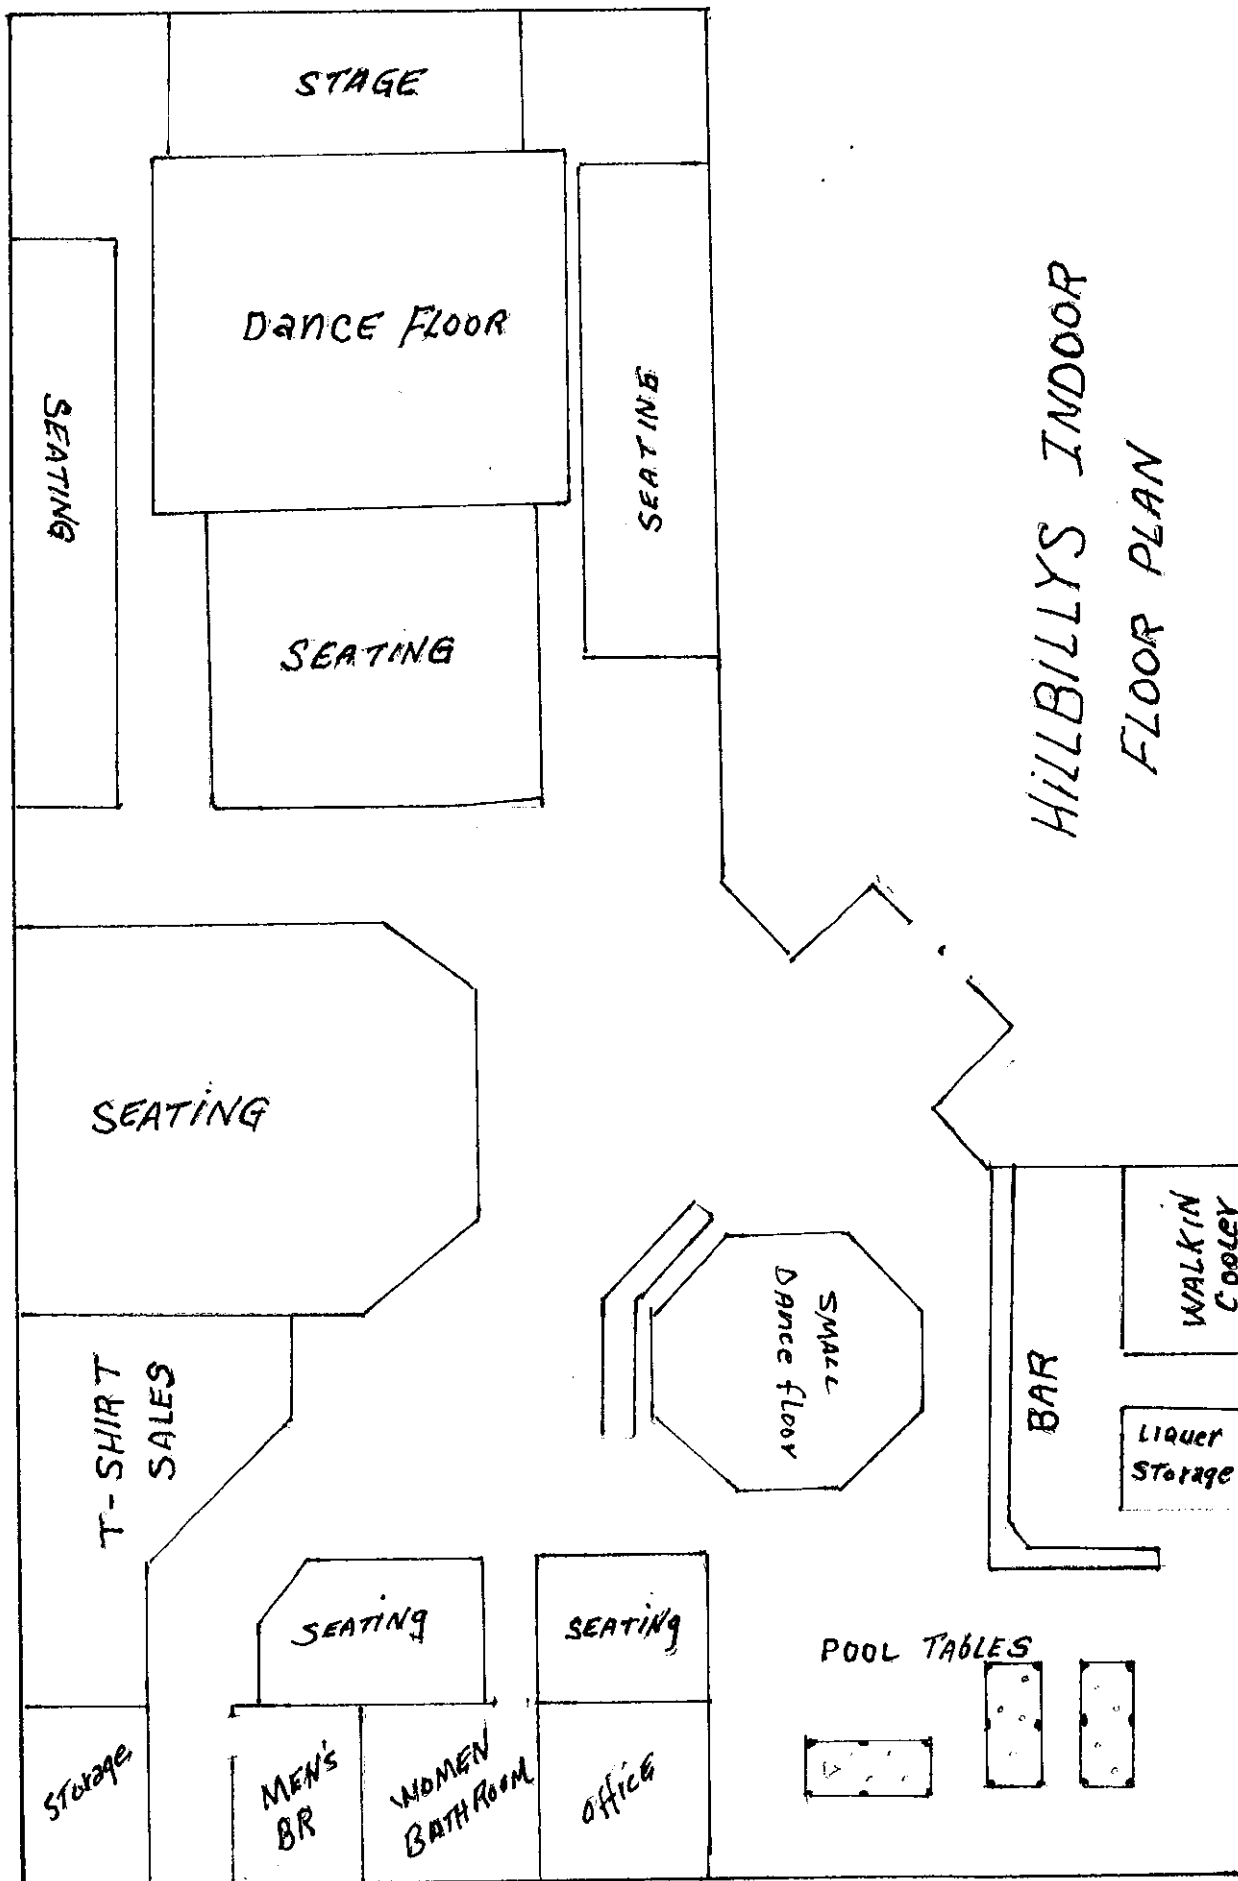 STAGE
DANCE FLOOR
SEATING
SEATING
SEATING
HILLBILLYS INDOOR
FLOOR PLAN
SEATING
T-SHIRT
SALES
SMALL
DANCE floor
BAR
WALKIN
COOLER
LIQUER
STorage
SEATING
SEATING
POOL TABLES
STorage
MEN's
BR
WOMEN
BATHROOM
OfficE